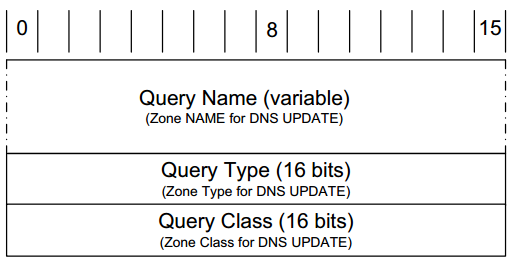 0 8 15
Query Name (variable)
(Zone NAME for DNS UPDATE)
Query Type (16 bits)
(Zone Type for DNS UPDATE)
Query Class (16 bits)
(Zone Class for DNS UPDATE)